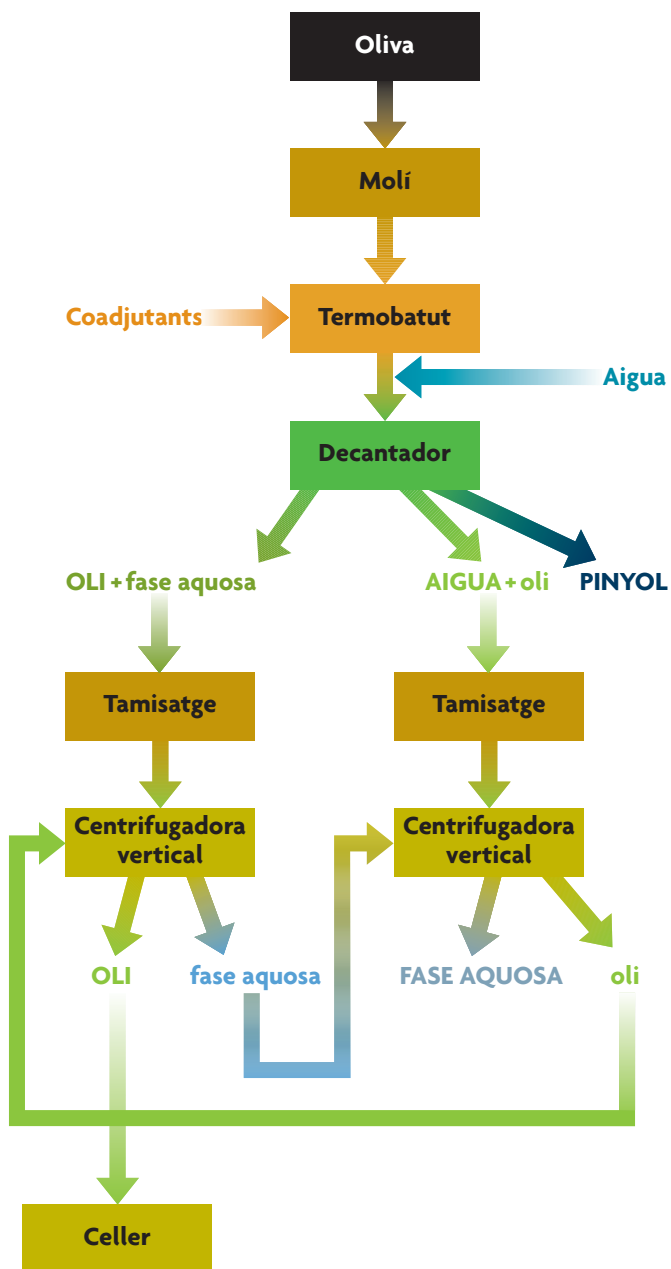 Oliva
Molí
Coadjutants
Termobatut
Aigua
Decantador
OLI + fase aquosa
AIGUA + oli
PINYOL
Tamisatge
Tamisatge
Centrifugadora
vertical
Centrifugadora
vertical
OLI
fase aquosa
FASE AQUOSA
oli
Celler